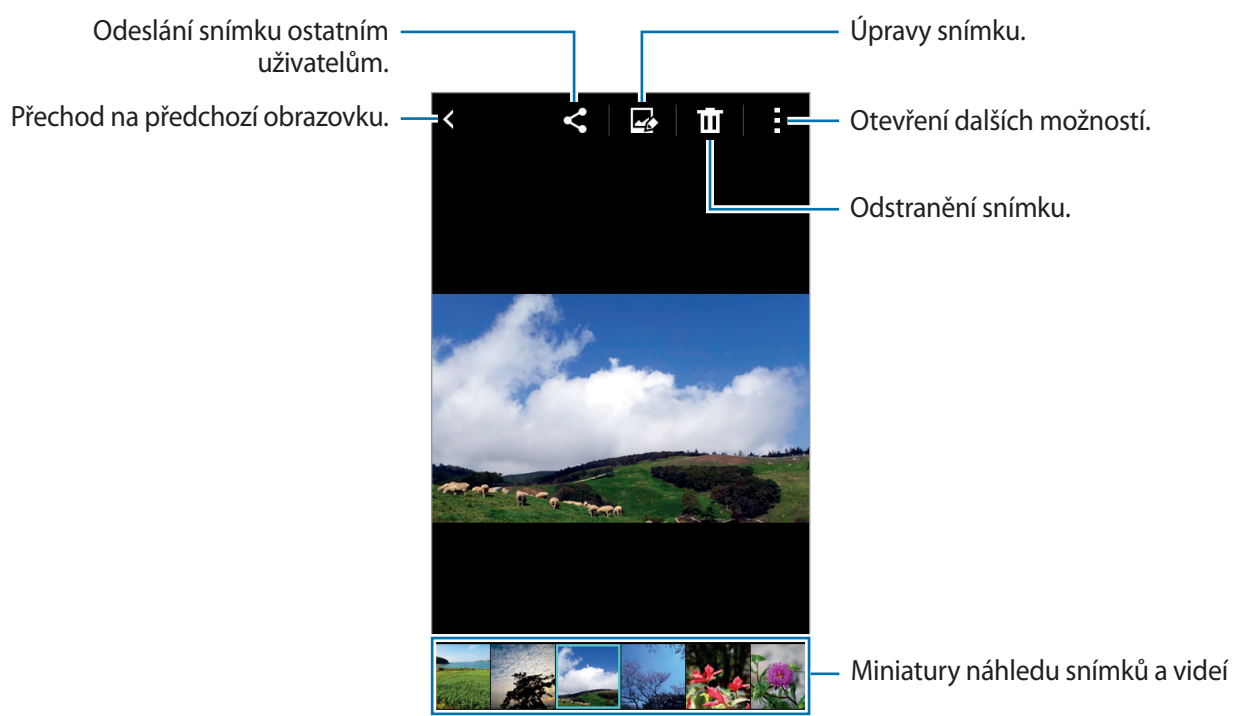 Odeslání snímku ostatním
uživatelům.
Přechod na předchozí obrazovku.
Úpravy snímku.
Otevření dalších možností.
Odstranění snímku.
Miniatury náhledu snímků a videí